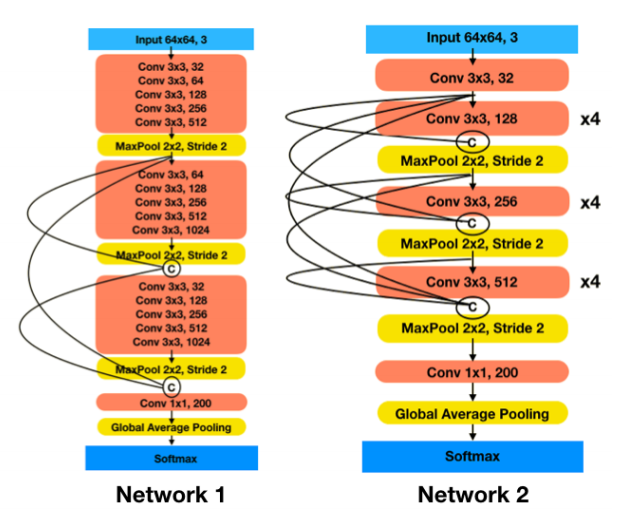 Input 64x64, 3
Conv 3x3, 32
Conv 3x3, 64
Conv 3x3, 128
Conv 3x3, 256
Conv 3x3, 512
MaxPool 2x2, Stride 2
Conv 3x3, 64
Conv 3x3, 128
Conv 3x3, 256
Conv 3x3, 512
Conv 3x3, 1024
MaxPool 2x2, Stride 2
C
Conv 3x3, 32
Conv 3x3, 128
Conv 3x3, 256
Conv 3x3, 512
Conv 3x3, 1024
MaxPool 2x2, Stride 2
C
Conv 1x1, 200
Global Average Pooling
Softmax
Network 1
Input 64x64, 3
Conv 3x3, 32
Conv 3x3, 128 x4
C
MaxPool 2x2, Stride 2
Conv 3x3, 256 x4
C
MaxPool 2x2, Stride 2
Conv 3x3, 512 x4
C
MaxPool 2x2, Stride 2
Conv 1x1, 200
Global Average Pooling
Softmax
Network 2